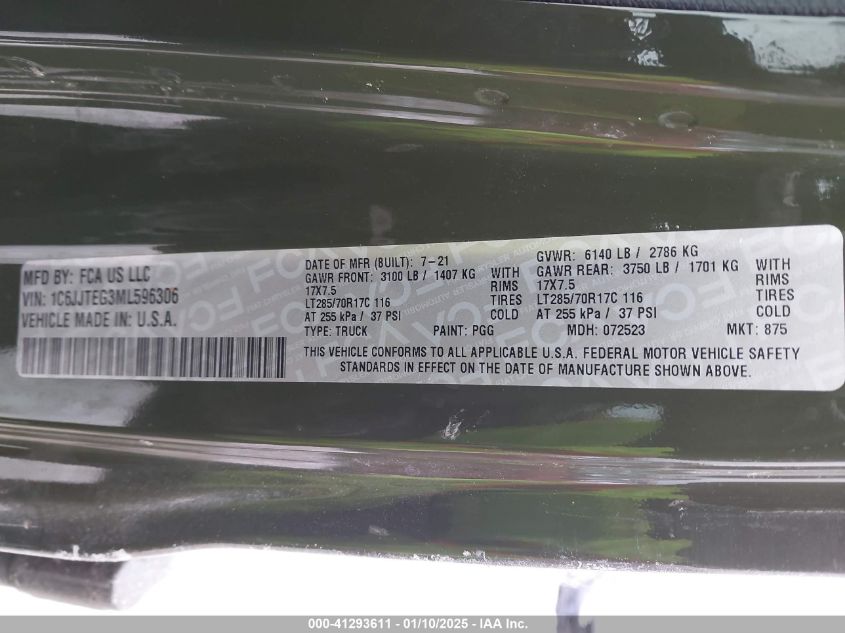 MFD BY: FCA US LLC
VIN: 1C6JJTEG3ML596306
VEHICLE MADE IN: U.S.A.
DATE OF MFR (BUILT): 7-21
GAWR FRONT: 3100 LB / 1407 KG
17X7.5
LT285/70R17C 116
AT 255 kPa / 37 PSI
TYPE: TRUCK PAINT: PGG
WITH
RIMS
TIRES
COLD
GVWR: 6140 LB / 2786 KG
GAWR REAR: 3750 LB / 1701 KG
17X7.5
LT285/70R17C 116
AT 255 kPa / 37 PSI
MDH: 072523 MKT: 875
WITH
RIMS
TIRES
COLD
THIS VEHICLE CONFORMS TO ALL APPLICABLE U.S.A. FEDERAL MOTOR VEHICLE SAFETY
STANDARDS IN EFFECT ON THE DATE OF MANUFACTURE SHOWN ABOVE.
000-41293611 - 01/10/2025 - IAA Inc.